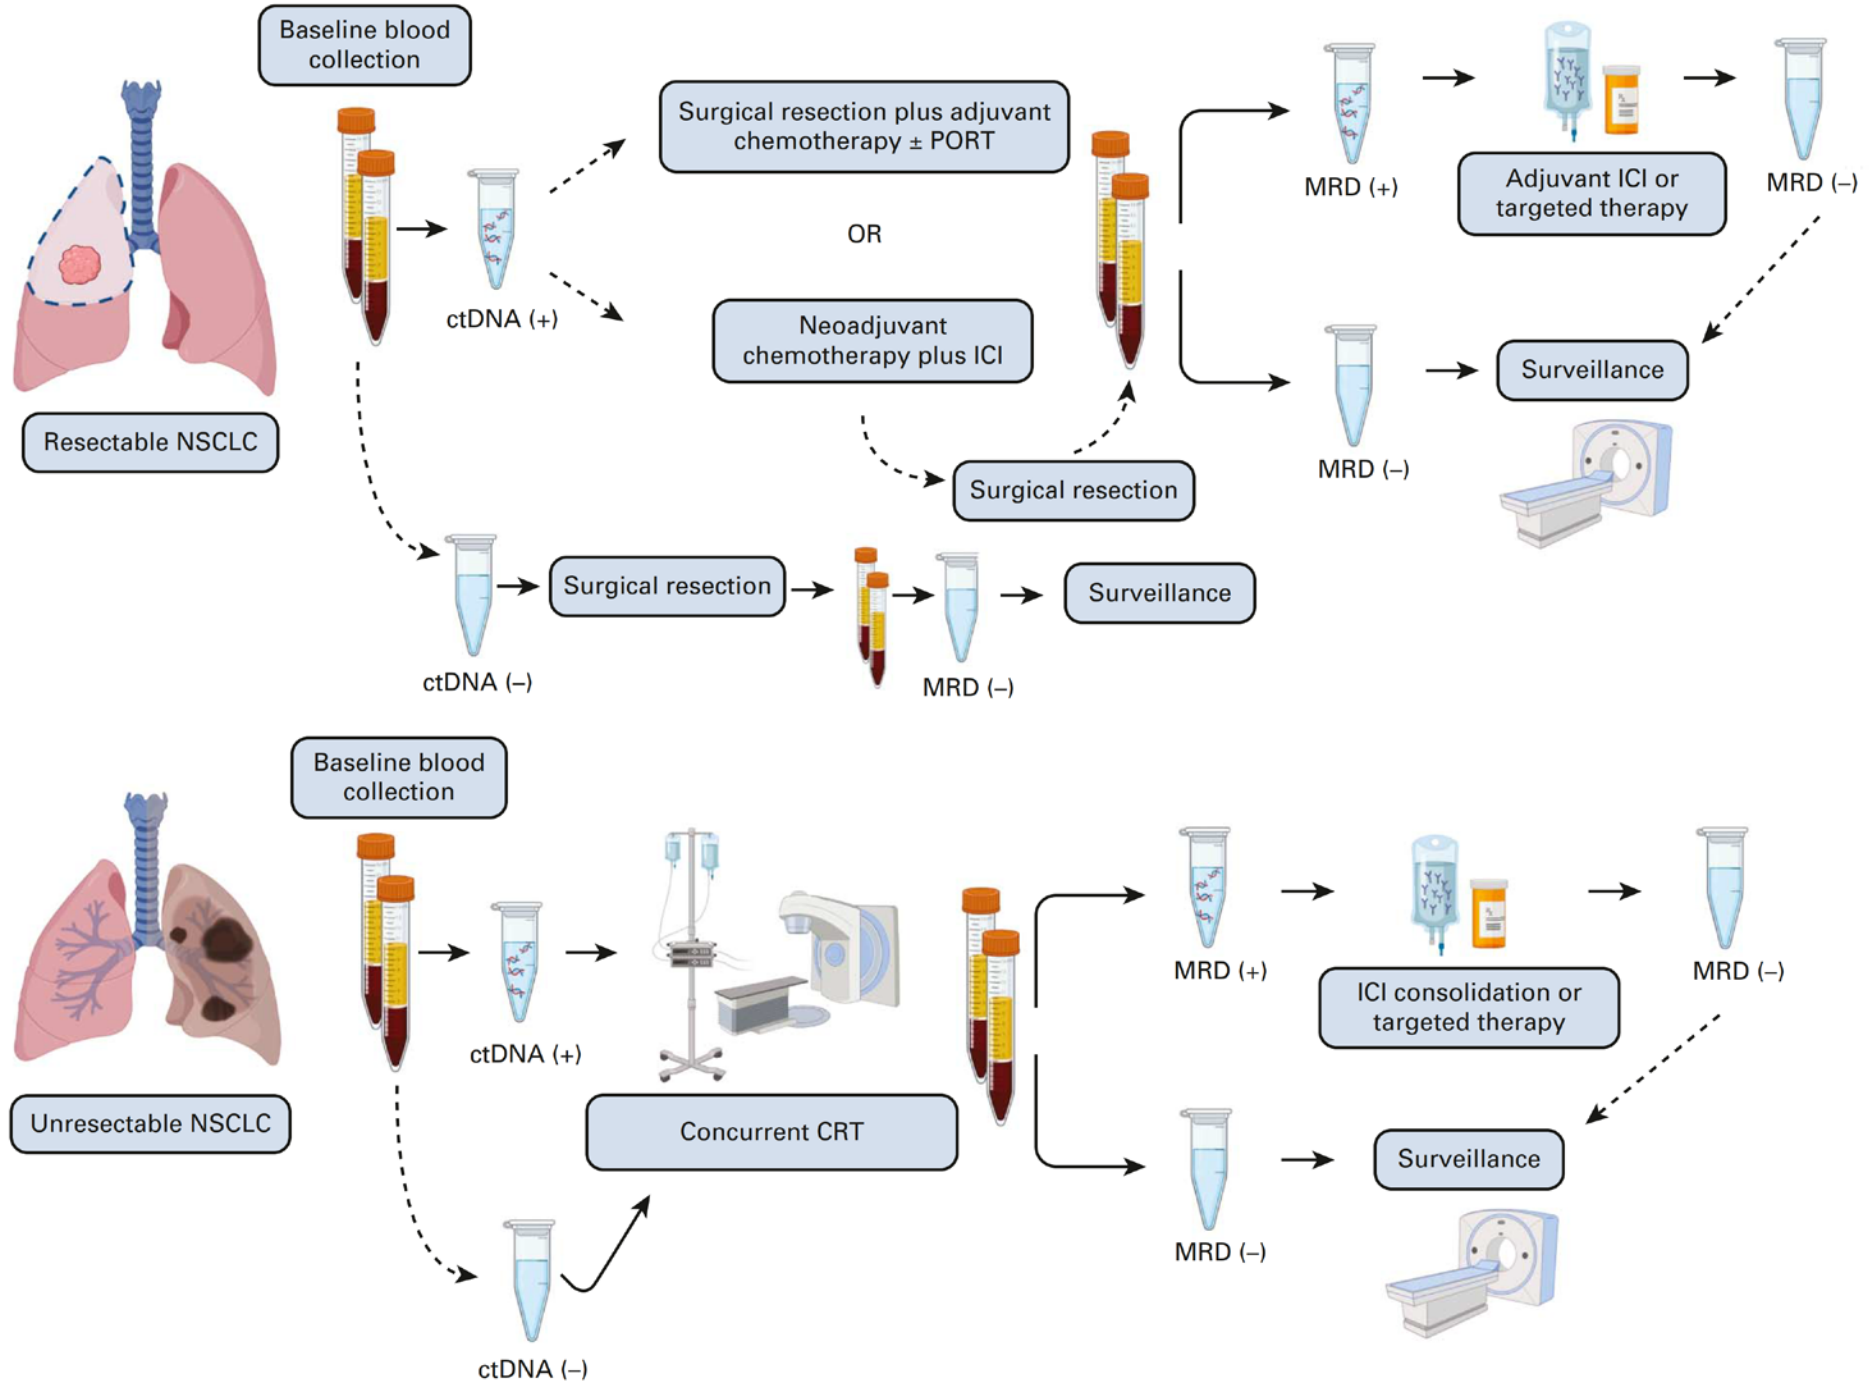 Baseline blood
collection
Surgical resection plus adjuvant
chemotherapy ± PORT
MRD (+)
Adjuvant ICI or
targeted therapy
MRD (–)
OR
ctDNA (+)
Neoadjuvant
chemotherapy plus ICI
Surveillance
Resectable NSCLC
MRD (–)
Surgical resection
Surgical resection
Surveillance
ctDNA (–)
MRD (–)
Baseline blood
collection
MRD (+)
ICI consolidation or
targeted therapy
MRD (–)
ctDNA (+)
Unresectable NSCLC
Concurrent CRT
Surveillance
MRD (–)
ctDNA (–)